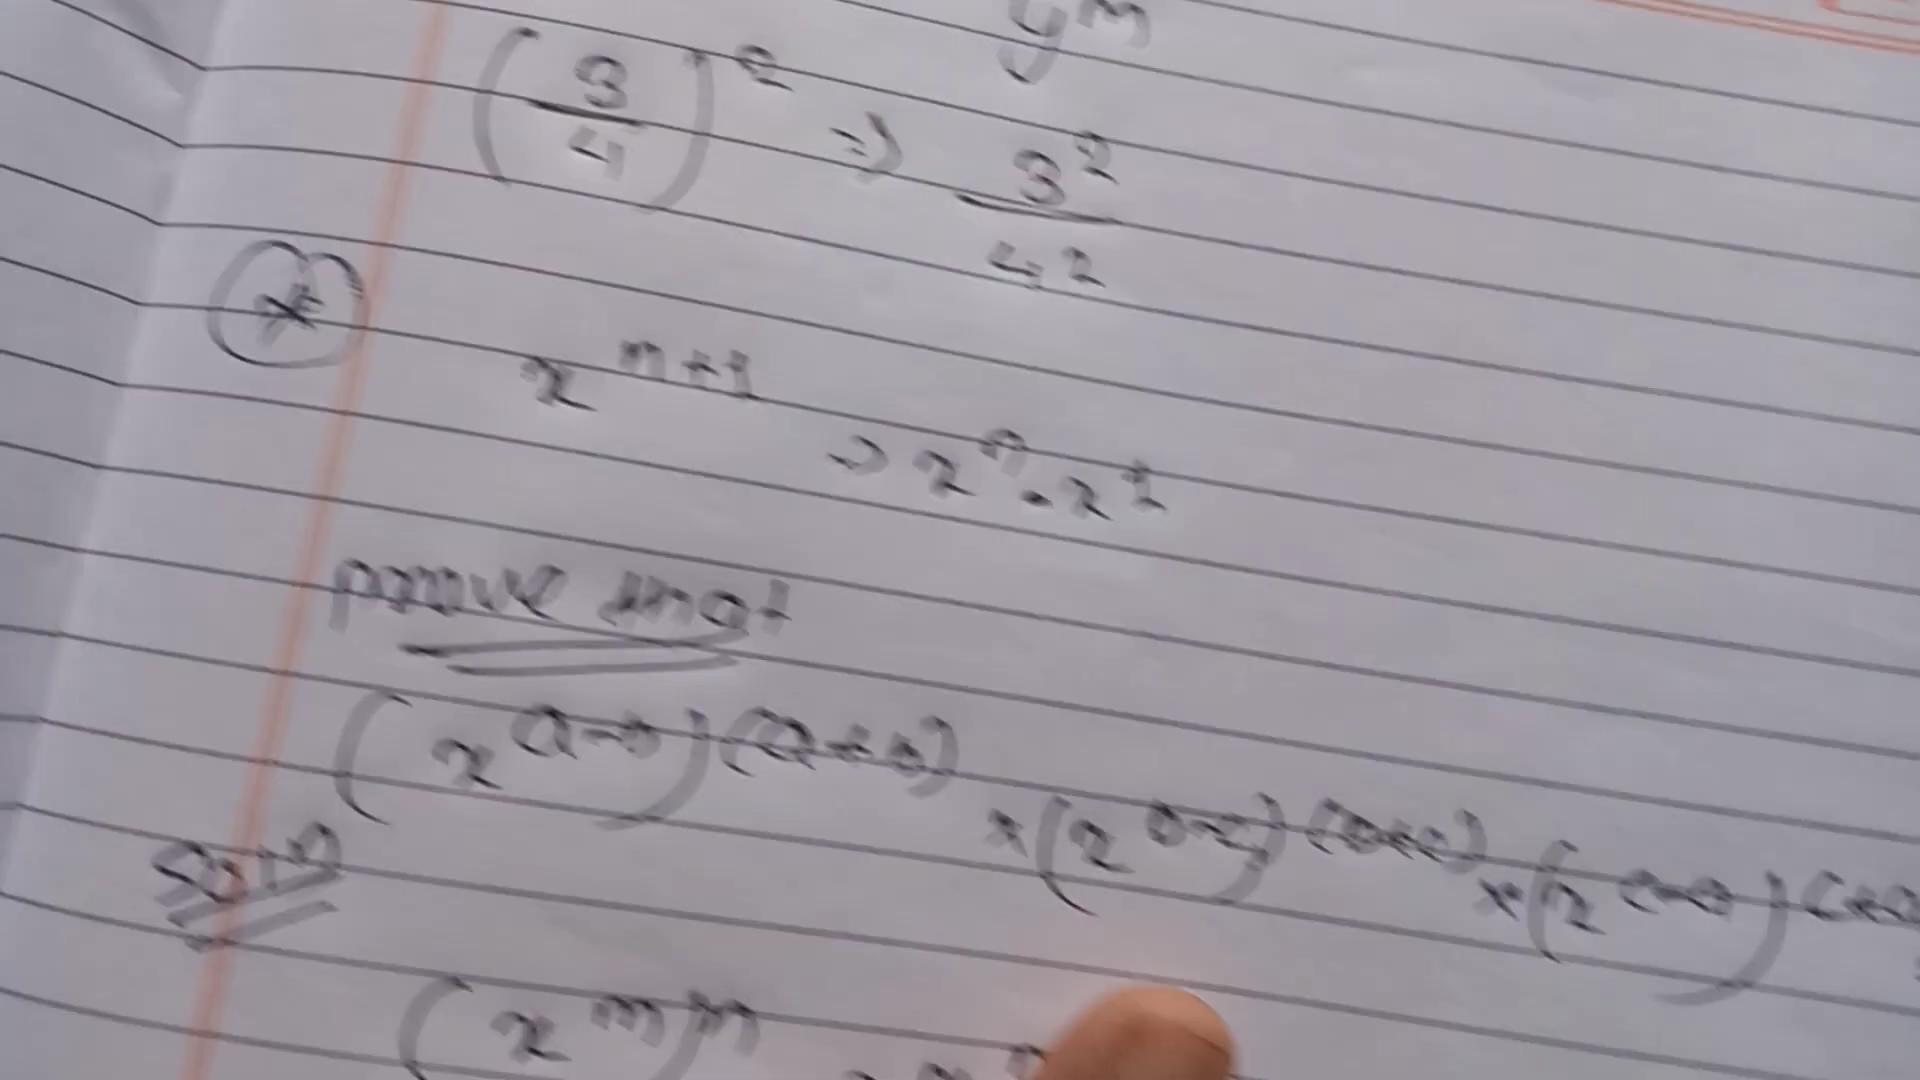 y^m
(3/4)^2 => 3^2/4^2
* x^{n+1} => x^n · x^1
prove that
(x^{a-b})^{(a+b)} × (x^{b-c})^{(b+c)} × (x^{c-a})^{(c+a
Soln
(x^m)^n